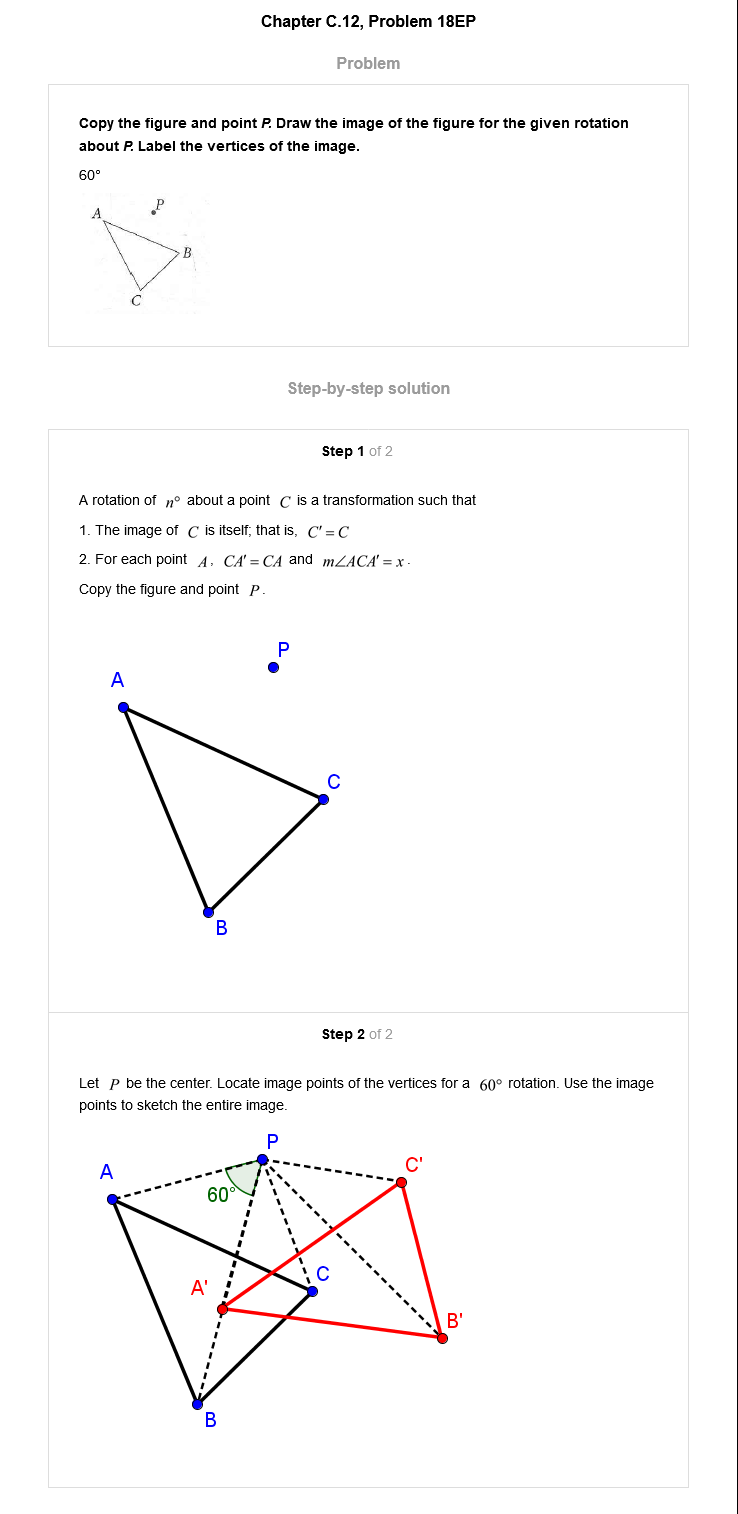 Chapter C.12, Problem 18EP
Problem
Copy the figure and point P. Draw the image of the figure for the given rotation
about P. Label the vertices of the image.
60°
P
A
B
C
Step-by-step solution
Step 1 of 2
A rotation of n° about a point C is a transformation such that
1. The image of C is itself; that is, C' = C
2. For each point A, CA' = CA and m∠ACA' = x.
Copy the figure and point P.
P
A
C
B
Step 2 of 2
Let P be the center. Locate image points of the vertices for a 60° rotation. Use the image
points to sketch the entire image.
P
A
C'
60°
C
A'
B'
B